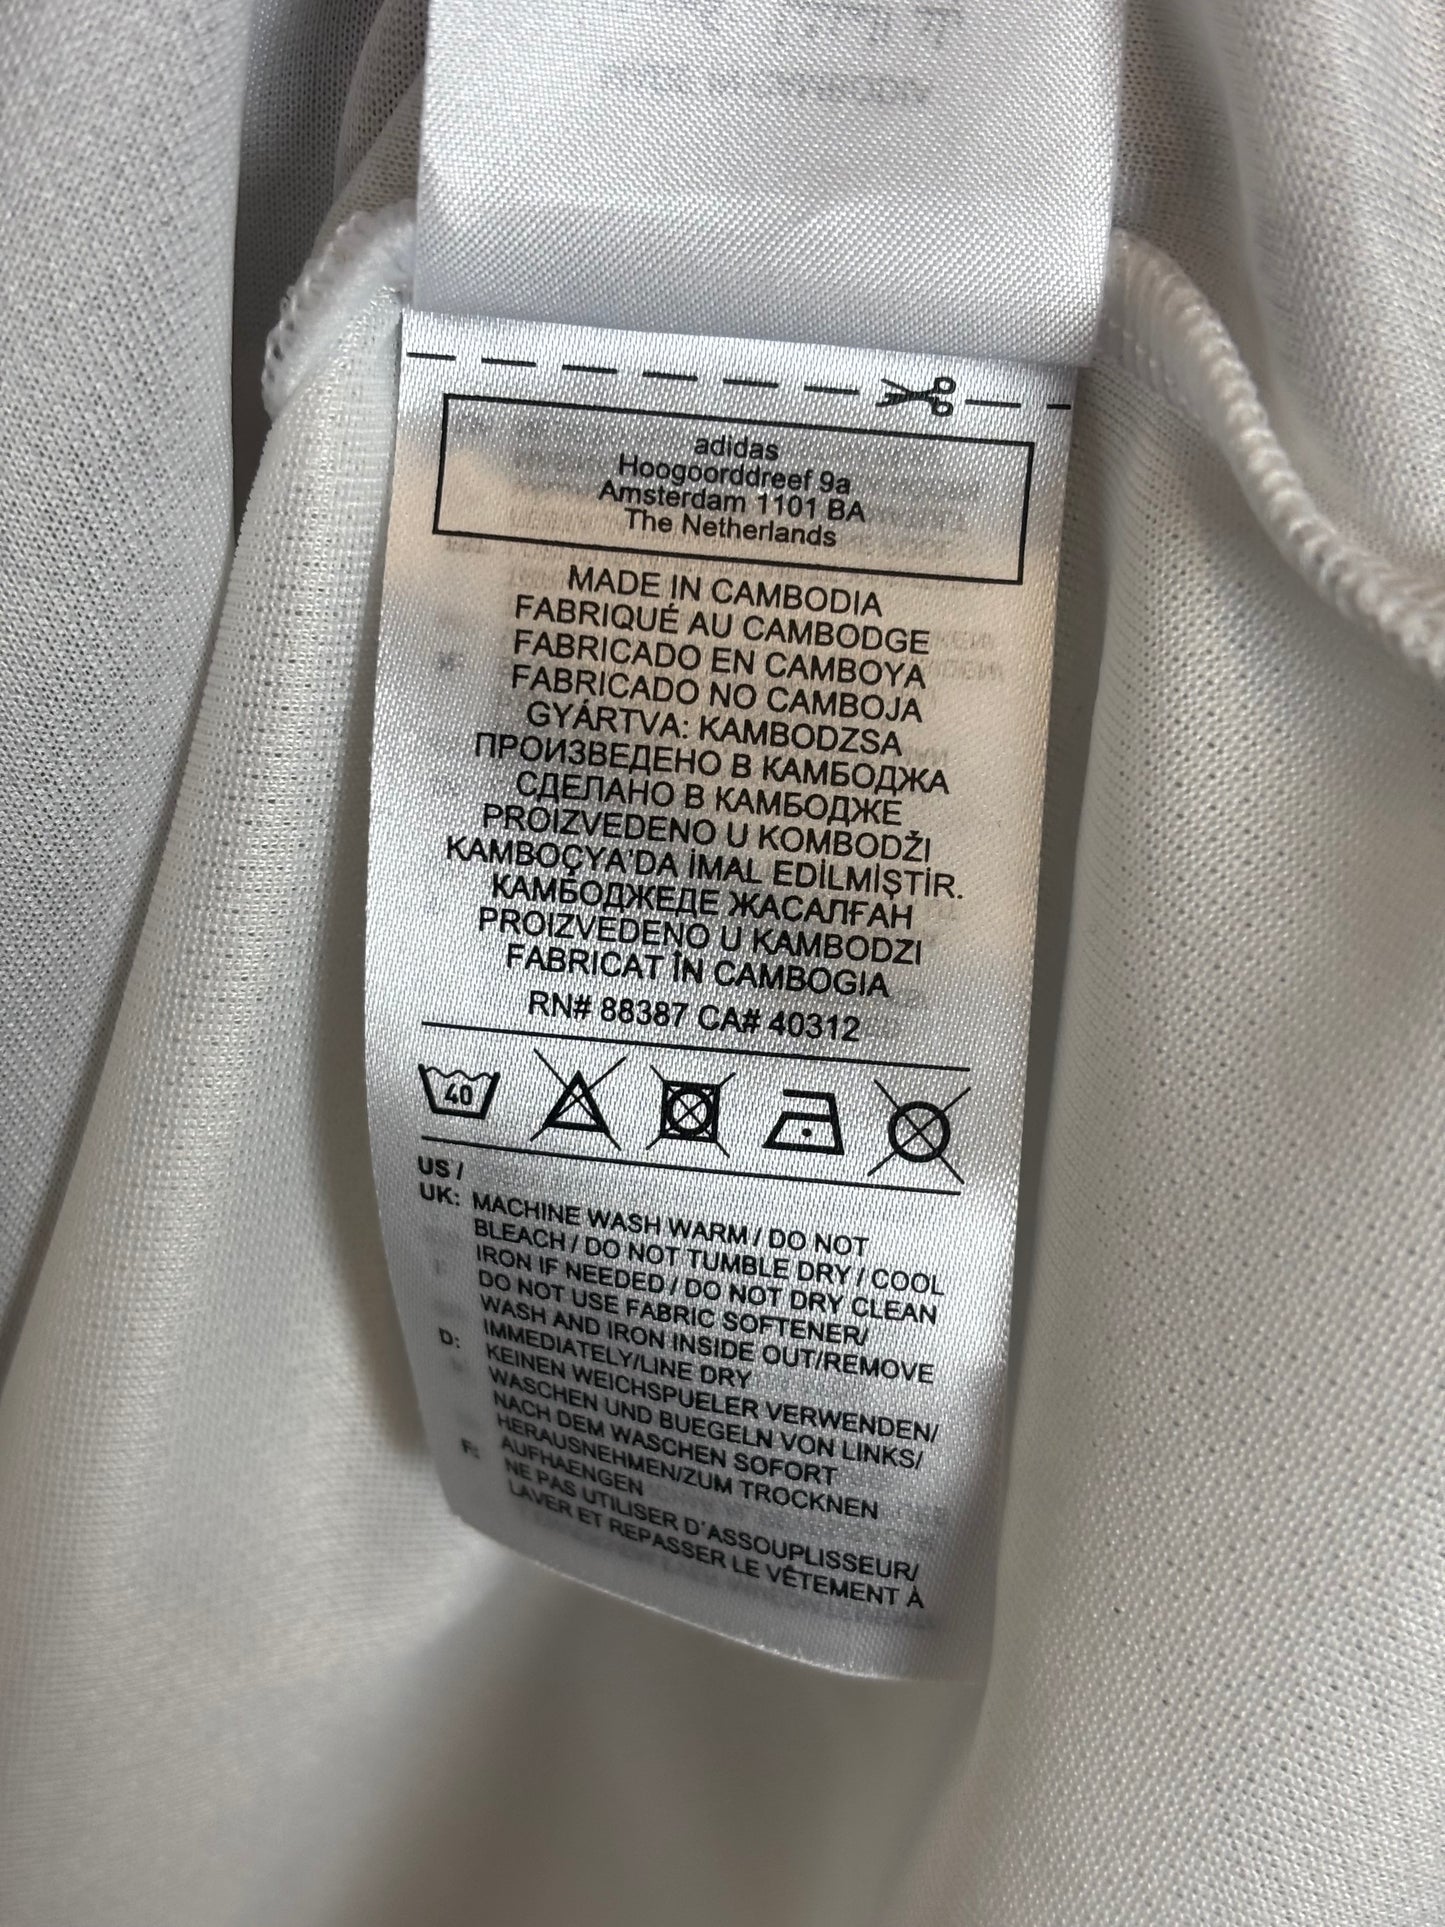 adidas
Hoogoorddreef 9a
Amsterdam 1101 BA
The Netherlands
MADE IN CAMBODIA
FABRIQUÉ AU CAMBODGE
FABRICADO EN CAMBOYA
FABRICADO NO CAMBOJA
GYÁRTVA: KAMBODZSA
ПРОИЗВЕДЕНО В КАМБОДЖА
СДЕЛАНО В КАМБОДЖЕ
PROIZVEDENO U KOMBODŽI
KAMBOÇYA'DA İMAL EDİLMİŞTİR.
КАМБОДЖЕДЕ ЖАСАЛҒАН
PROIZVEDENO U KAMBODZI
FABRICAT ÎN CAMBOGIA
RN# 88387 CA# 40312
40
US /
UK: MACHINE WASH WARM / DO NOT
BLEACH / DO NOT TUMBLE DRY / COOL
IRON IF NEEDED / DO NOT DRY CLEAN
DO NOT USE FABRIC SOFTENER/
WASH AND IRON INSIDE OUT/REMOVE
IMMEDIATELY/LINE DRY
D: KEINEN WEICHSPUELER VERWENDEN/
WASCHEN UND BUEGELN VON LINKS/
NACH DEM WASCHEN SOFORT
HERAUSNEHMEN/ZUM TROCKNEN
AUFHAENGEN
F: NE PAS UTILISER D'ASSOUPLISSEUR/
LAVER ET REPASSER LE VÊTEMENT À